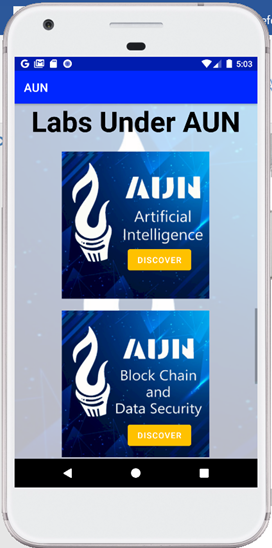 5:03
AUN
Labs Under AUN
AUN
Artificial
Intelligence
DISCOVER
AUN
Block Chain
and
Data Security
DISCOVER